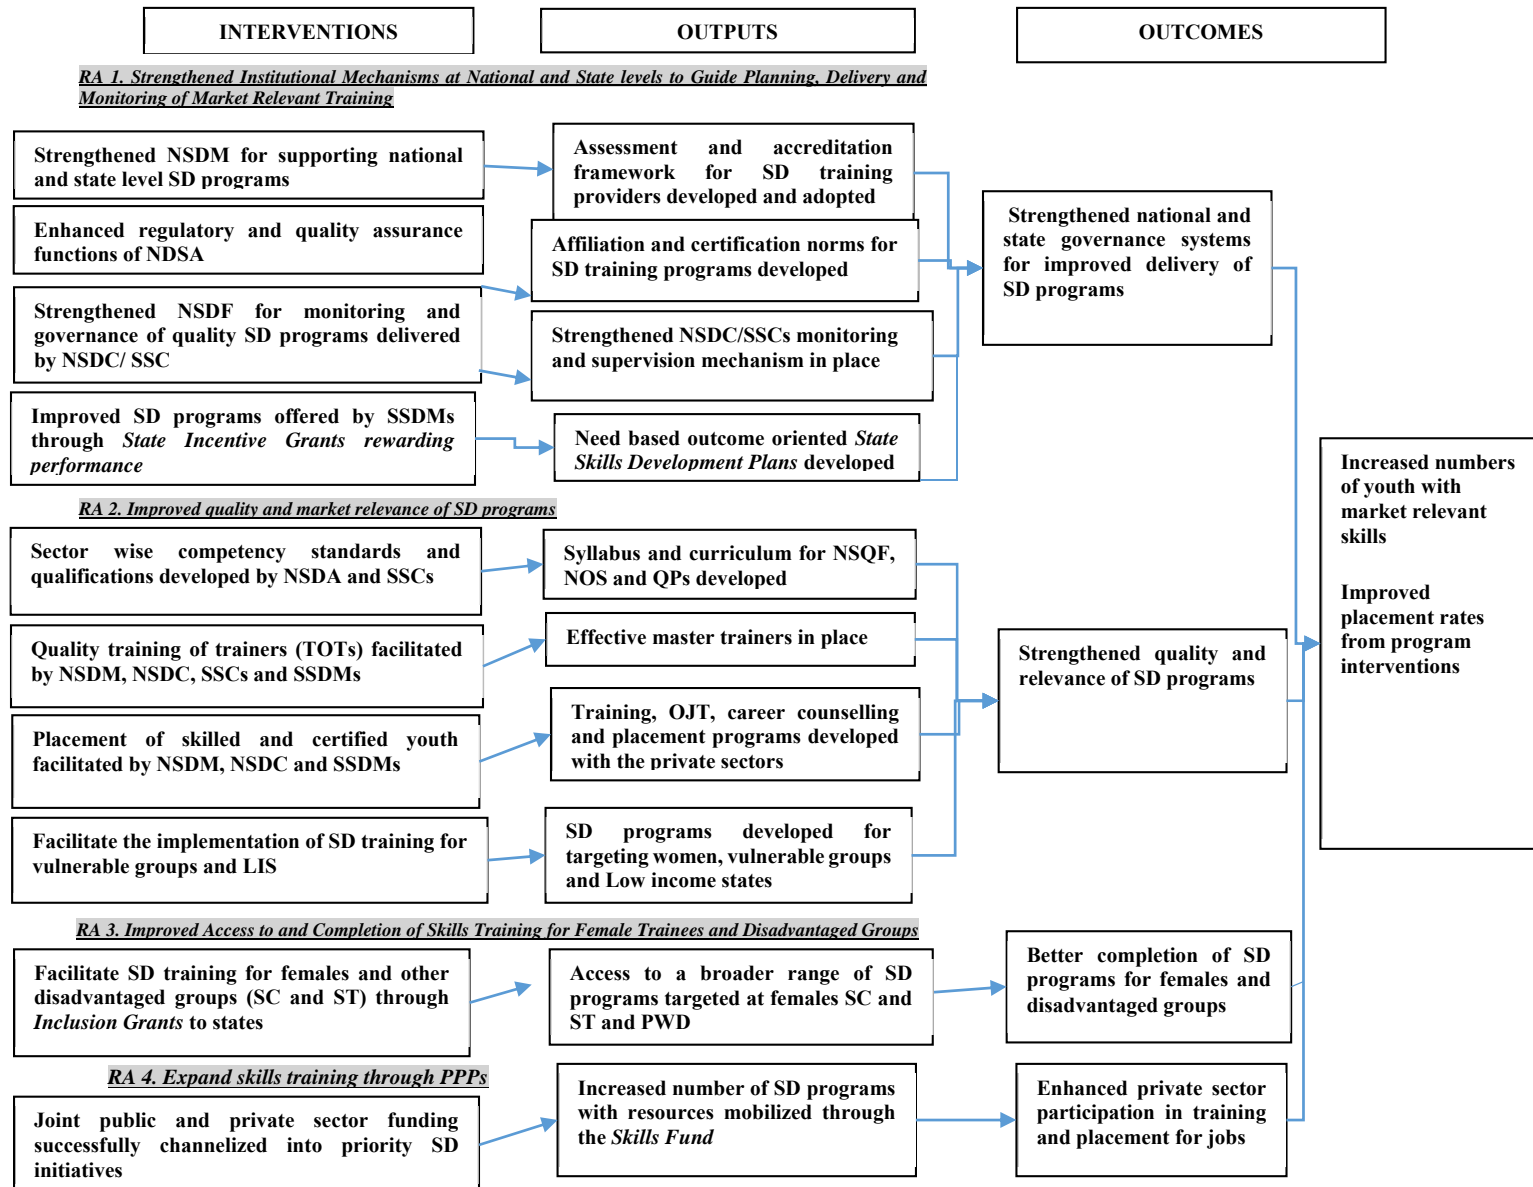 INTERVENTIONS
OUTPUTS
OUTCOMES
RA 1. Strengthened Institutional Mechanisms at National and State levels to Guide Planning, Delivery and
Monitoring of Market Relevant Training
Strengthened NSDM for supporting national
and state level SD programs
Assessment and accreditation
framework for SD training
providers developed and adopted
Enhanced regulatory and quality assurance
functions of NDSA
Affiliation and certification norms for
SD training programs developed
Strengthened national and
state governance systems
for improved delivery of
SD programs
Strengthened NSDF for monitoring and
governance of quality SD programs delivered
by NSDC/ SSC
Strengthened NSDC/SSCs monitoring
and supervision mechanism in place
Improved SD programs offered by SSDMs
through State Incentive Grants rewarding
performance
Need based outcome oriented State
Skills Development Plans developed
Increased numbers
of youth with
market relevant
skills
Improved
placement rates
from program
interventions
RA 2. Improved quality and market relevance of SD programs
Sector wise competency standards and
qualifications developed by NSDA and SSCs
Syllabus and curriculum for NSQF,
NOS and QPs developed
Quality training of trainers (TOTs) facilitated
by NSDM, NSDC, SSCs and SSDMs
Effective master trainers in place
Strengthened quality and
relevance of SD programs
Placement of skilled and certified youth
facilitated by NSDM, NSDC and SSDMs
Training, OJT, career counselling
and placement programs developed
with the private sectors
Facilitate the implementation of SD training for
vulnerable groups and LIS
SD programs developed for
targeting women, vulnerable groups
and Low income states
RA 3. Improved Access to and Completion of Skills Training for Female Trainees and Disadvantaged Groups
Facilitate SD training for females and other
disadvantaged groups (SC and ST) through
Inclusion Grants to states
Access to a broader range of SD
programs targeted at females SC and
ST and PWD
Better completion of SD
programs for females and
disadvantaged groups
RA 4. Expand skills training through PPPs
Joint public and private sector funding
successfully channelized into priority SD
initiatives
Increased number of SD programs
with resources mobilized through
the Skills Fund
Enhanced private sector
participation in training
and placement for jobs